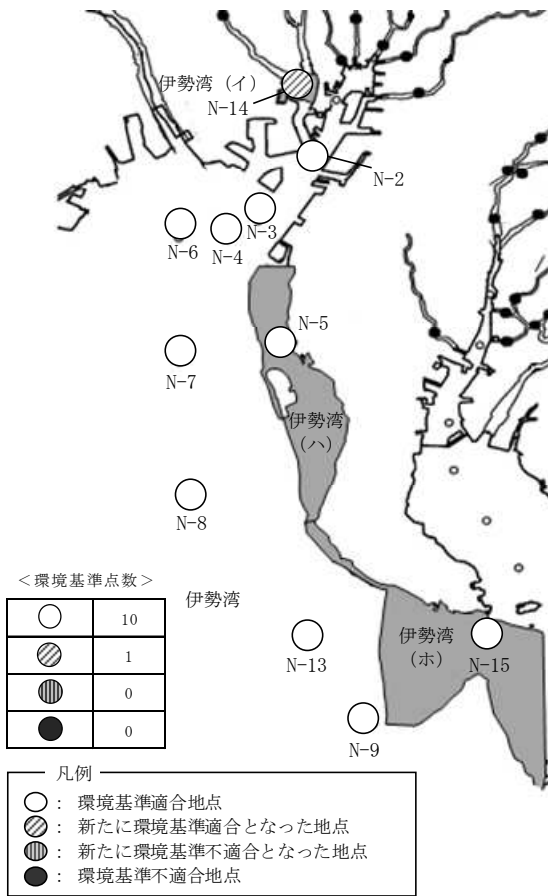 伊勢湾（イ）
N-14
N-2
N-3
N-6
N-4
N-5
N-7
伊勢湾
（ハ）
N-8
＜環境基準点数＞
10
1
0
0
伊勢湾
伊勢湾
（ホ）
N-13
N-15
N-9
凡例
： 環境基準適合地点
： 新たに環境基準適合となった地点
： 新たに環境基準不適合となった地点
： 環境基準不適合地点